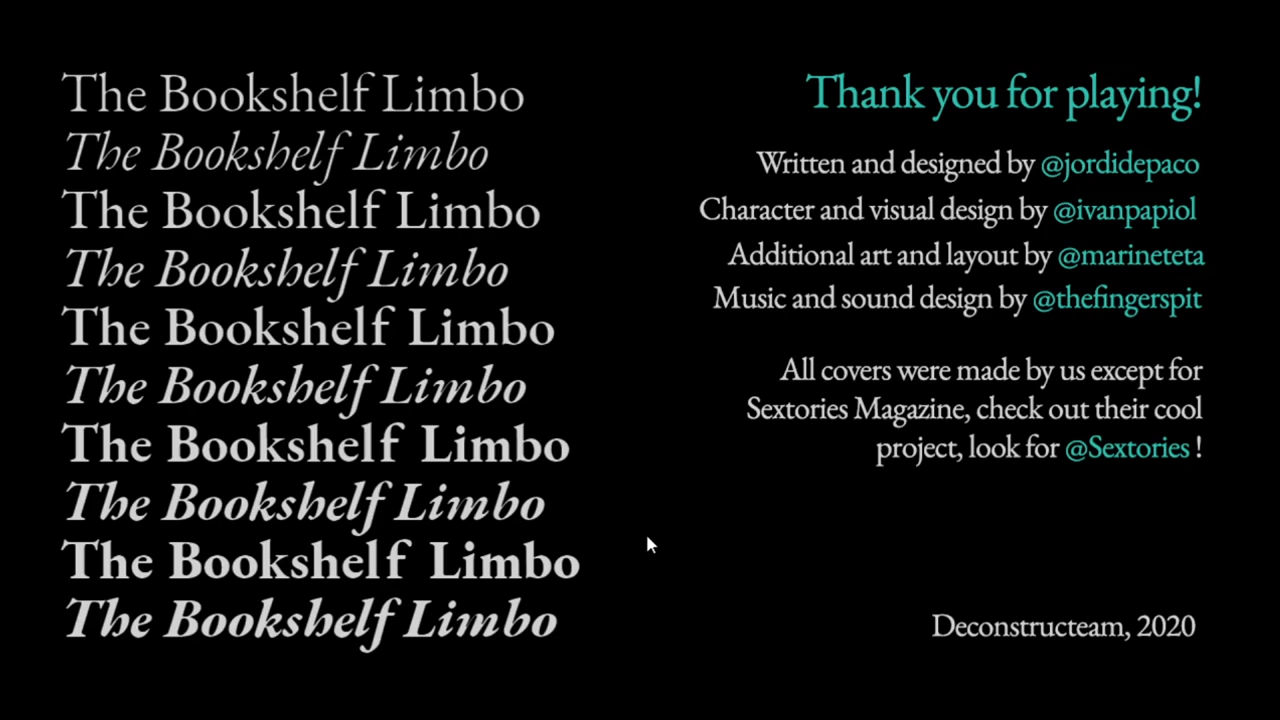 The Bookshelf Limbo
The Bookshelf Limbo
The Bookshelf Limbo
The Bookshelf Limbo
The Bookshelf Limbo
The Bookshelf Limbo
The Bookshelf Limbo
The Bookshelf Limbo
The Bookshelf Limbo
The Bookshelf Limbo
Thank you for playing!
Written and designed by @jordidepaco
Character and visual design by @ivanpapiol
Additional art and layout by @marineteta
Music and sound design by @thefingerspit
All covers were made by us except for
Sextories Magazine, check out their cool
project, look for @Sextories !
Deconstructeam, 2020